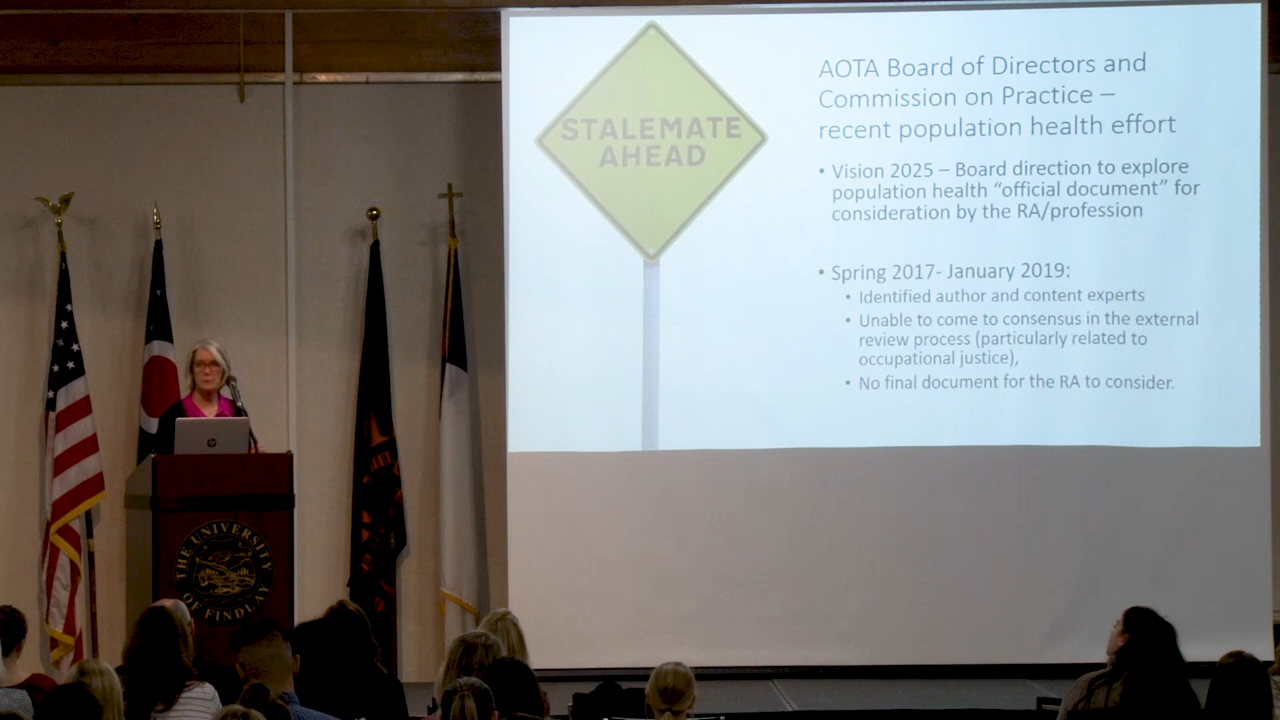 STALEMATE
AHEAD
AOTA Board of Directors and
Commission on Practice –
recent population health effort
• Vision 2025 – Board direction to explore
population health “official document” for
consideration by the RA/profession
• Spring 2017- January 2019:
• Identified author and content experts
• Unable to come to consensus in the external
review process (particularly related to
occupational justice),
• No final document for the RA to consider.
hp
THE UNIVERSITY
OF FINDLAY